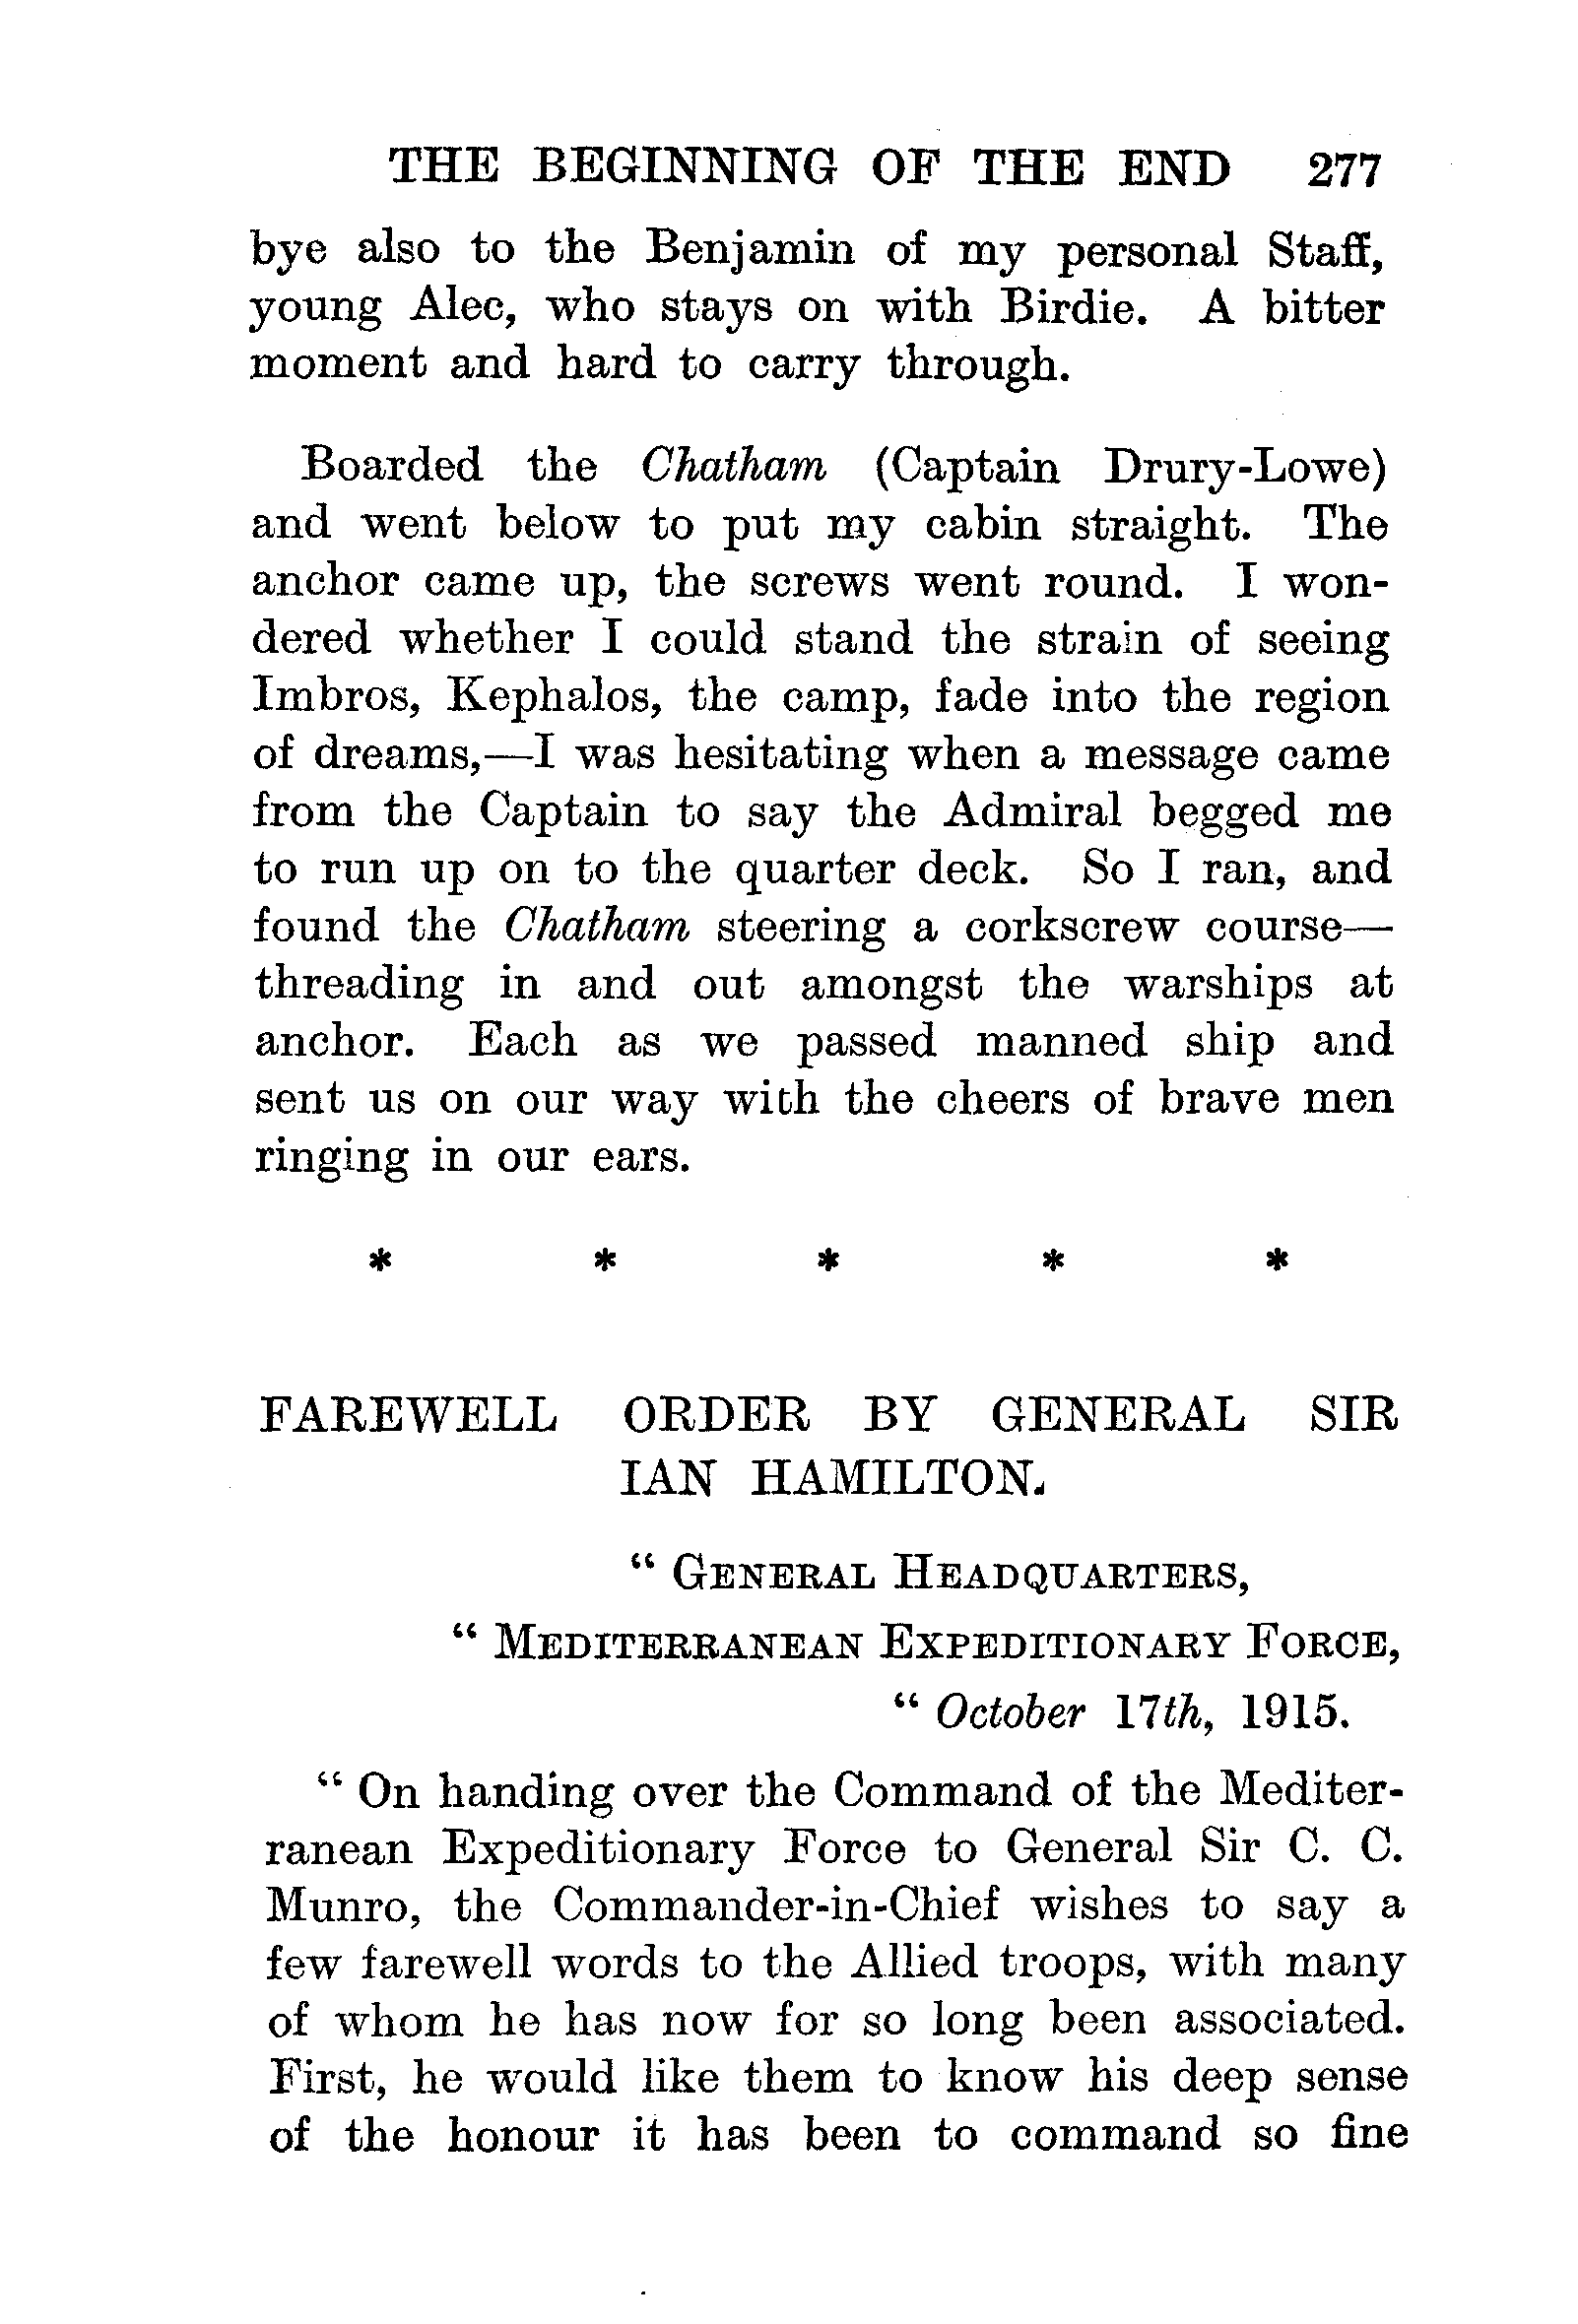 THE BEGINNING OF THE END 277
bye also to the Benjamin of my personal Staff,
young Alec, who stays on with Birdie. A bitter
moment and hard to carry through.
Boarded the Chatham (Captain Drury-Lowe)
and went below to put my cabin straight. The
anchor came up, the screws went round. I won-
dered whether I could stand the strain of seeing
Imbros, Kephalos, the camp, fade into the region
of dreams,—I was hesitating when a message came
from the Captain to say the Admiral begged me
to run up on to the quarter deck. So I ran, and
found the Chatham steering a corkscrew course—
threading in and out amongst the warships at
anchor. Each as we passed manned ship and
sent us on our way with the cheers of brave men
ringing in our ears.
* * * * *
FAREWELL ORDER BY GENERAL SIR
IAN HAMILTON.
“ GENERAL HEADQUARTERS,
“ MEDITERRANEAN EXPEDITIONARY FORCE,
“ October 17th, 1915.
“ On handing over the Command of the Mediter-
ranean Expeditionary Force to General Sir C. C.
Munro, the Commander-in-Chief wishes to say a
few farewell words to the Allied troops, with many
of whom he has now for so long been associated.
First, he would like them to know his deep sense
of the honour it has been to command so fine